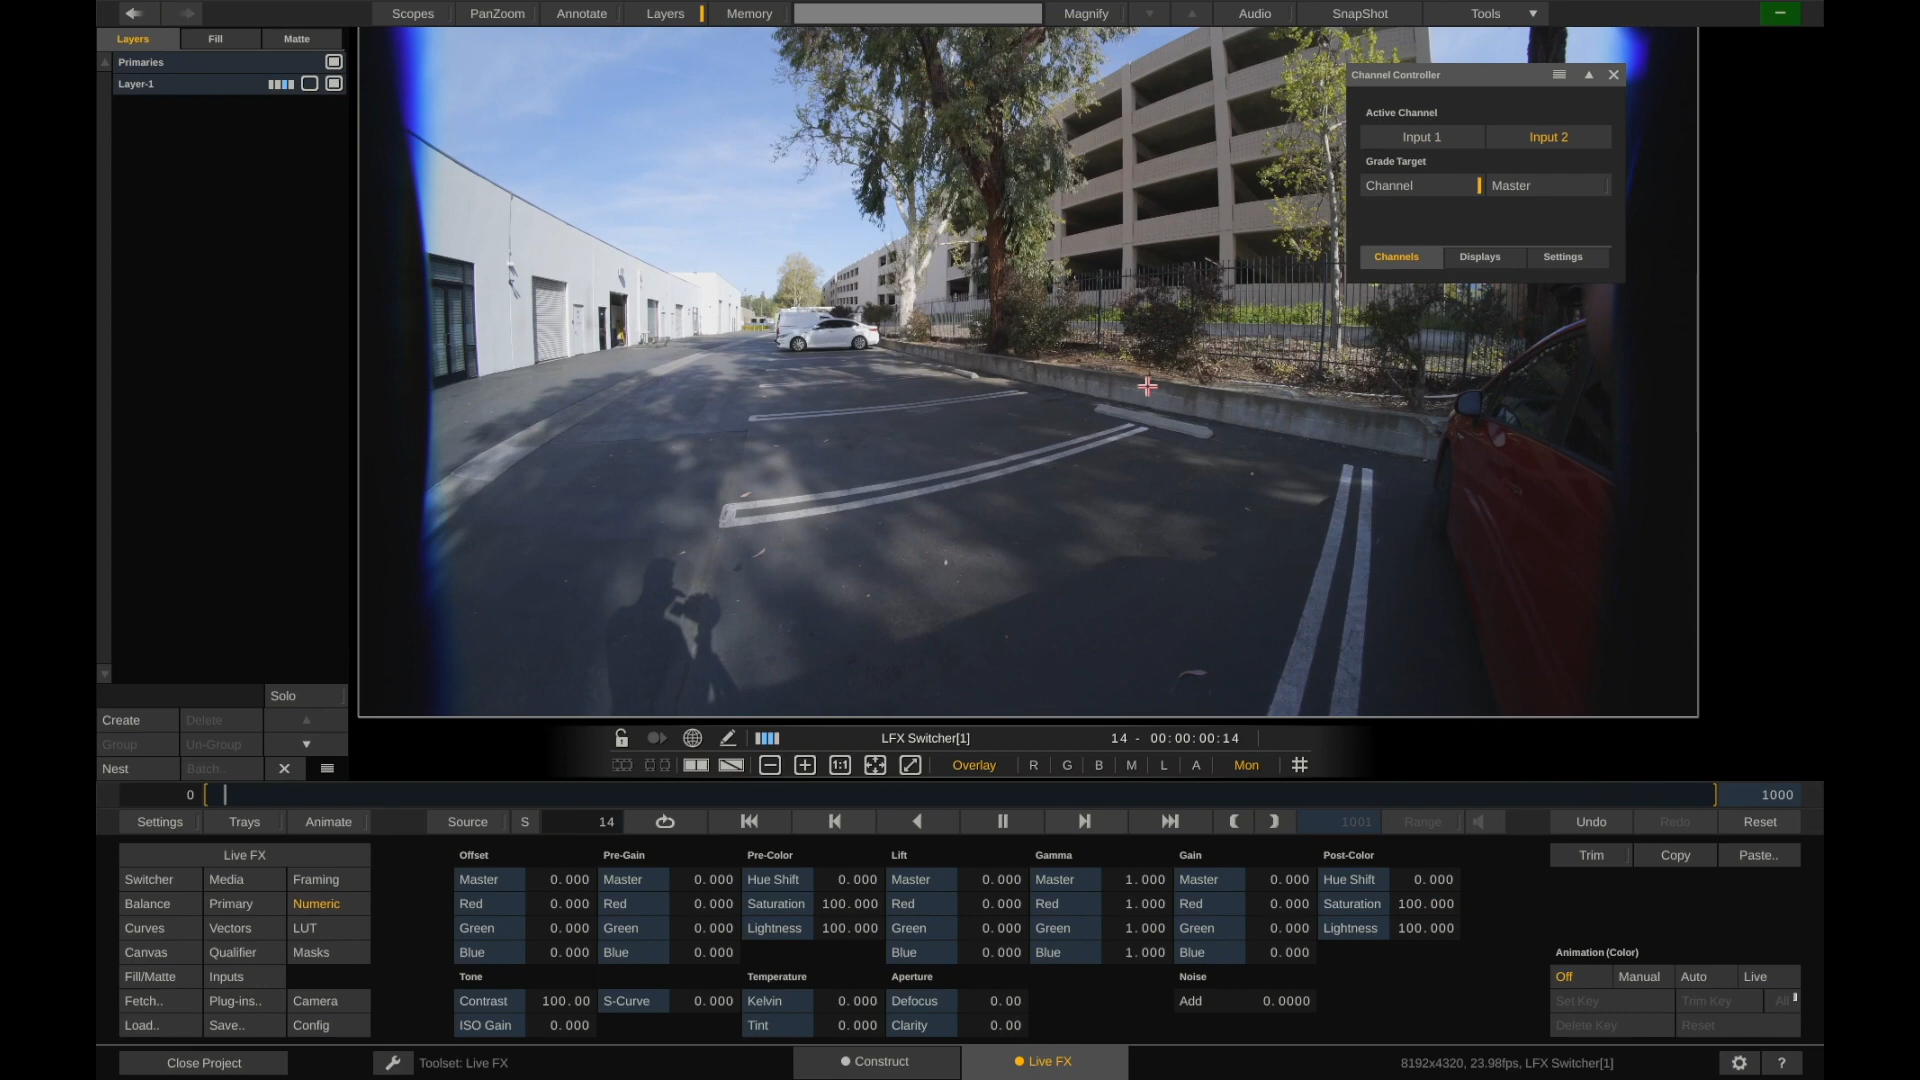 Scopes PanZoom Annotate Layers Memory Magnify Audio SnapShot Tools
Layers Fill Matte
Primaries
Layer-1
Channel Controller
Active Channel
Input 1 Input 2
Grade Target
Channel Master
Channels Displays Settings
Solo
Create Delete
Group Un-Group
Nest Batch..
LFX Switcher[1] 14 - 00:00:00:14
1:1 Overlay R G B M L A Mon
0 1000
Settings Trays Animate Source S 14 1001 Range Undo Redo Reset
Live FX
Switcher Media Framing
Balance Primary Numeric
Curves Vectors LUT
Canvas Qualifier Masks
Fill/Matte Inputs
Fetch.. Plug-ins.. Camera
Load.. Save.. Config
Offset Pre-Gain Pre-Color Lift Gamma Gain Post-Color
Master 0.000 Master 0.000 Hue Shift 0.000 Master 0.000 Master 1.000 Master 0.000 Hue Shift 0.000
Red 0.000 Red 0.000 Saturation 100.000 Red 0.000 Red 1.000 Red 0.000 Saturation 100.000
Green 0.000 Green 0.000 Lightness 100.000 Green 0.000 Green 1.000 Green 0.000 Lightness 100.000
Blue 0.000 Blue 0.000 Blue 0.000 Blue 1.000 Blue 0.000
Tone Temperature Aperture Noise
Contrast 100.00 S-Curve 0.000 Kelvin 0.000 Defocus 0.00 Add 0.0000
ISO Gain 0.000 Tint 0.000 Clarity 0.00
Trim Copy Paste..
Animation (Color)
Off Manual Auto Live
Set Key Trim Key All
Delete Key Reset
Close Project Toolset: Live FX Construct Live FX 8192x4320, 23.98fps, LFX Switcher[1] ?